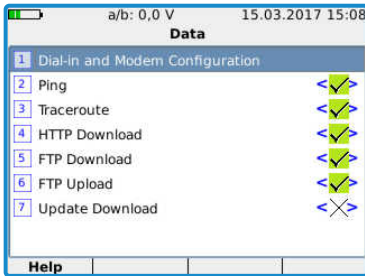 a/b: 0,0 V 15.03.2017 15:08
Data
1 Dial-in and Modem Configuration
2 Ping < >
3 Traceroute < >
4 HTTP Download < >
5 FTP Download < >
6 FTP Upload < >
7 Update Download < >
Help